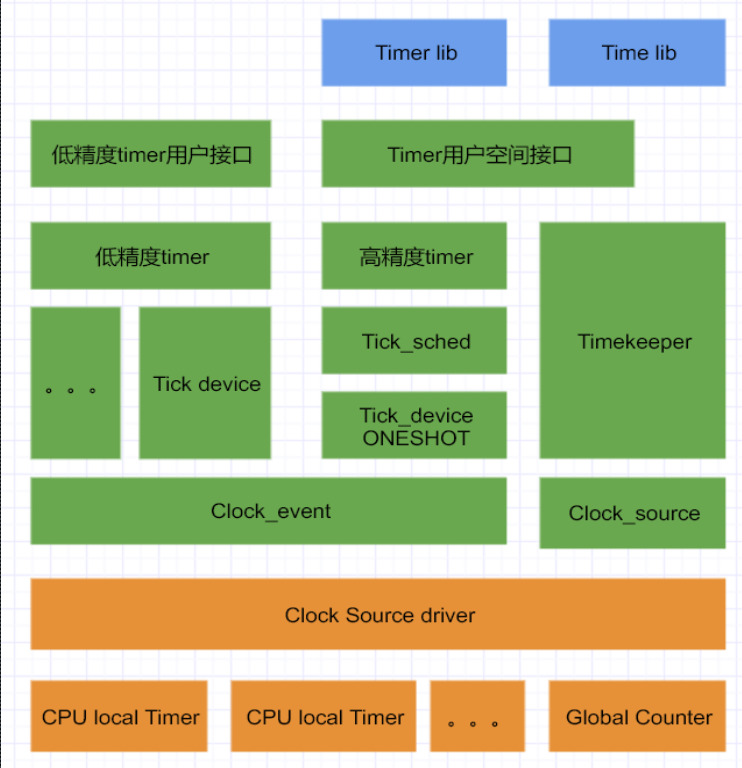 Timer lib
Time lib
低精度timer用户接口
Timer用户空间接口
低精度timer
高精度timer
Timekeeper
。。。
Tick device
Tick_sched
Tick_device
ONESHOT
Clock_event
Clock_source
Clock Source driver
CPU local Timer
CPU local Timer
。。。
Global Counter